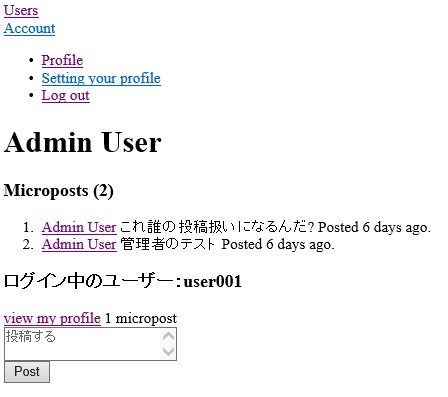 Users
Account
• Profile
• Setting your profile
• Log out
Admin User
Microposts (2)
1. Admin User これ誰の投稿扱いになるんだ? Posted 6 days ago.
2. Admin User 管理者のテスト Posted 6 days ago.
ログイン中のユーザー：user001
view my profile 1 micropost
投稿する
Post